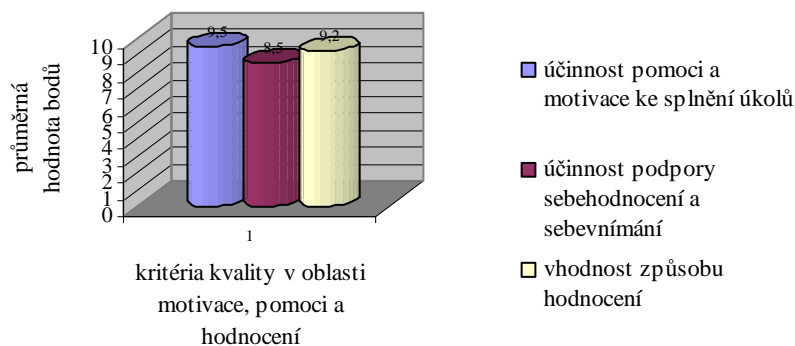 9,5
8,5
9,2
10
9
8
7
6
5
4
3
2
1
0
průměrná
hodnota bodů
1
kritéria kvality v oblasti
motivace, pomoci a
hodnocení
účinnost pomoci a
motivace ke splnění úkolů
účinnost podpory
sebehodnocení a
sebevnímání
vhodnost způsobu
hodnocení